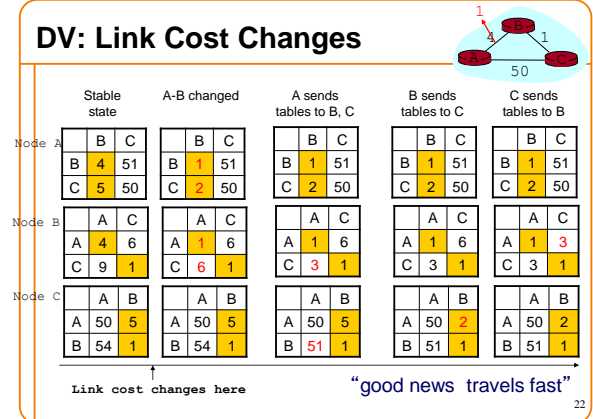 DV: Link Cost Changes
1
B
4
1
A
C
50
Stable state
A-B changed
A sends tables to B, C
B sends tables to C
C sends tables to B
Node A
B C
B 4 51
C 5 50
B C
B 1 51
C 2 50
B C
B 1 51
C 2 50
B C
B 1 51
C 2 50
B C
B 1 51
C 2 50
Node B
A C
A 4 6
C 9 1
A C
A 1 6
C 6 1
A C
A 1 6
C 3 1
A C
A 1 6
C 3 1
A C
A 1 3
C 3 1
Node C
A B
A 50 5
B 54 1
A B
A 50 5
B 54 1
A B
A 50 5
B 51 1
A B
A 50 2
B 51 1
A B
A 50 2
B 51 1
Link cost changes here
“good news travels fast”
22